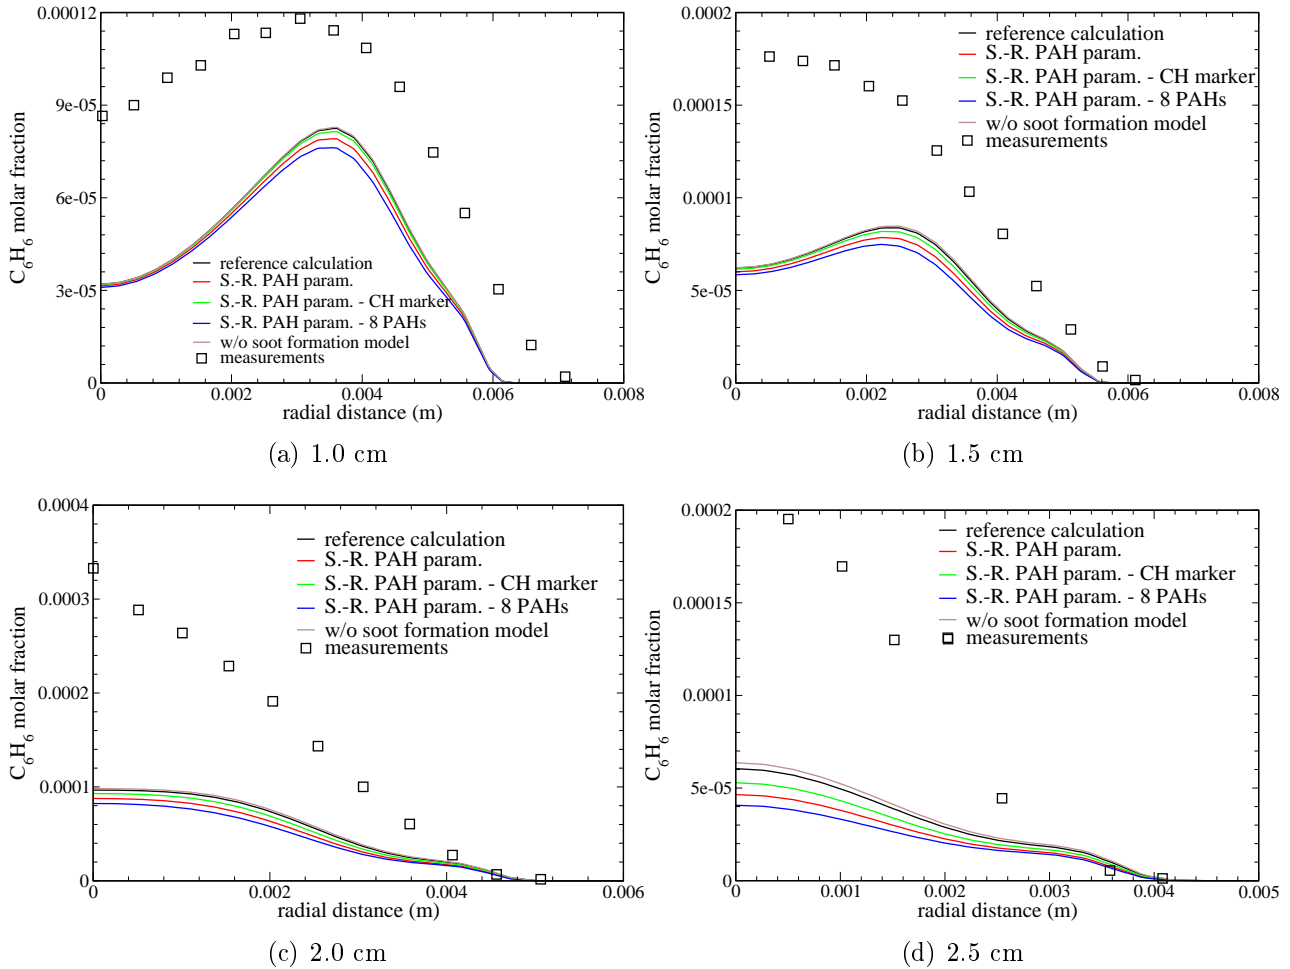 0.00012
9e-05
6e-05
3e-05
0
C6H6 molar fraction
reference calculation
S.-R. PAH param.
S.-R. PAH param. - CH marker
S.-R. PAH param. - 8 PAHs
w/o soot formation model
measurements
0 0.002 0.004 0.006 0.008
radial distance (m)
(a) 1.0 cm
0.0002
0.00015
0.0001
5e-05
0
C6H6 molar fraction
reference calculation
S.-R. PAH param.
S.-R. PAH param. - CH marker
S.-R. PAH param. - 8 PAHs
w/o soot formation model
measurements
0 0.002 0.004 0.006 0.008
radial distance (m)
(b) 1.5 cm
0.0004
0.0003
0.0002
0.0001
0
C6H6 molar fraction
reference calculation
S.-R. PAH param.
S.-R. PAH param. - CH marker
S.-R. PAH param. - 8 PAHs
w/o soot formation model
measurements
0 0.002 0.004 0.006
radial distance (m)
(c) 2.0 cm
0.0002
0.00015
0.0001
5e-05
0
C6H6 molar fraction
reference calculation
S.-R. PAH param.
S.-R. PAH param. - CH marker
S.-R. PAH param. - 8 PAHs
w/o soot formation model
measurements
0 0.001 0.002 0.003 0.004 0.005
radial distance (m)
(d) 2.5 cm